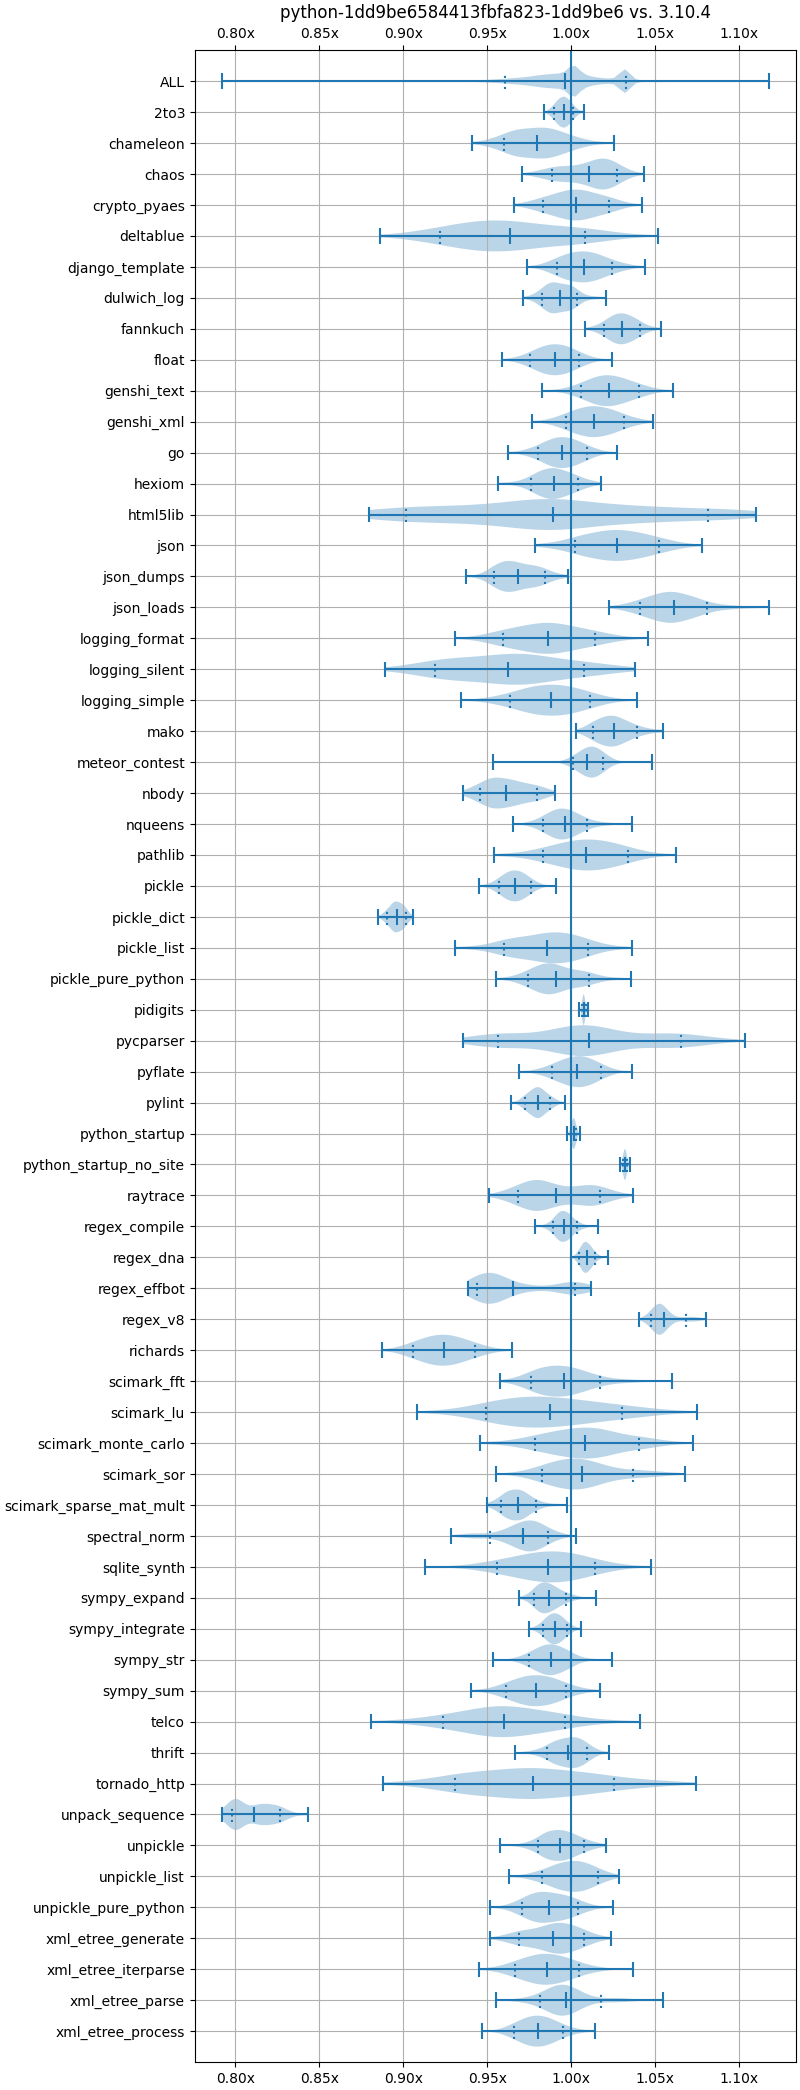 python-1dd9be6584413fbfa823-1dd9be6 vs. 3.10.4
0.80x 0.85x 0.90x 0.95x 1.00x 1.05x 1.10x
ALL
2to3
chameleon
chaos
crypto_pyaes
deltablue
django_template
dulwich_log
fannkuch
float
genshi_text
genshi_xml
go
hexiom
html5lib
json
json_dumps
json_loads
logging_format
logging_silent
logging_simple
mako
meteor_contest
nbody
nqueens
pathlib
pickle
pickle_dict
pickle_list
pickle_pure_python
pidigits
pycparser
pyflate
pylint
python_startup
python_startup_no_site
raytrace
regex_compile
regex_dna
regex_effbot
regex_v8
richards
scimark_fft
scimark_lu
scimark_monte_carlo
scimark_sor
scimark_sparse_mat_mult
spectral_norm
sqlite_synth
sympy_expand
sympy_integrate
sympy_str
sympy_sum
telco
thrift
tornado_http
unpack_sequence
unpickle
unpickle_list
unpickle_pure_python
xml_etree_generate
xml_etree_iterparse
xml_etree_parse
xml_etree_process
0.80x 0.85x 0.90x 0.95x 1.00x 1.05x 1.10x